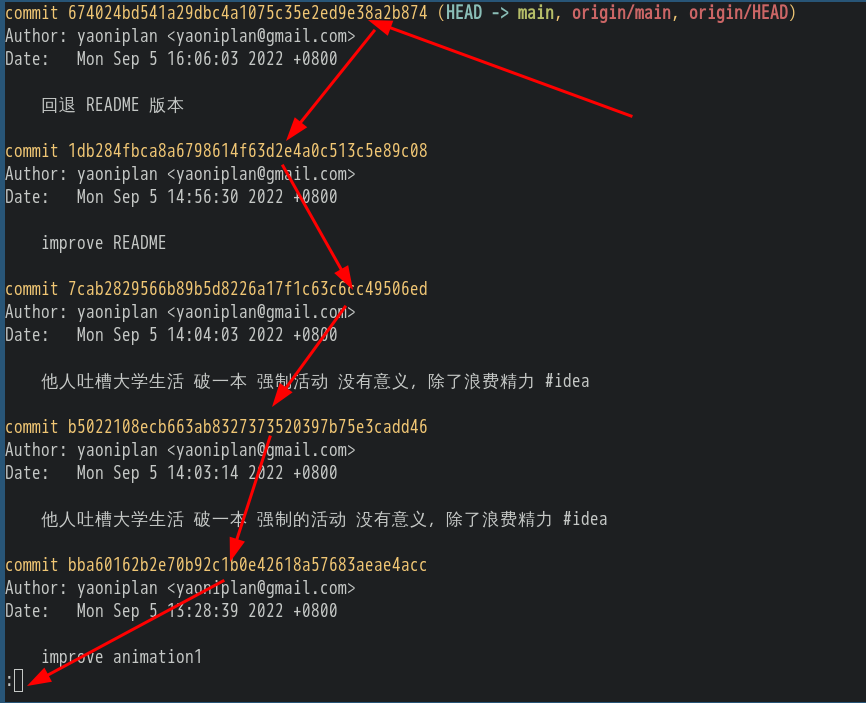 commit 674024bd541a29dbc4a1075c35e2ed9e38a2b874 (HEAD -> main, origin/main, origin/HEAD)
Author: yaoniplan <yaoniplan@gmail.com>
Date:   Mon Sep 5 16:06:03 2022 +0800
回退 README 版本
commit 1db284fbca8a6798614f63d2e4a0c513c5e89c08
Author: yaoniplan <yaoniplan@gmail.com>
Date:   Mon Sep 5 14:56:30 2022 +0800
improve README
commit 7cab2829566b89b5d8226a17f1c63c6cc49506ed
Author: yaoniplan <yaoniplan@gmail.com>
Date:   Mon Sep 5 14:04:03 2022 +0800
他人吐槽大学生活 破一本 强制活动 没有意义，除了浪费精力 #idea
commit b5022108ecb663ab8327373520397b75e3cadd46
Author: yaoniplan <yaoniplan@gmail.com>
Date:   Mon Sep 5 14:03:14 2022 +0800
他人吐槽大学生活 破一本 强制的活动 没有意义，除了浪费精力 #idea
commit bba60162b2e70b92c1b0e42618a57683aeae4acc
Author: yaoniplan <yaoniplan@gmail.com>
Date:   Mon Sep 5 13:28:39 2022 +0800
improve animation1
: